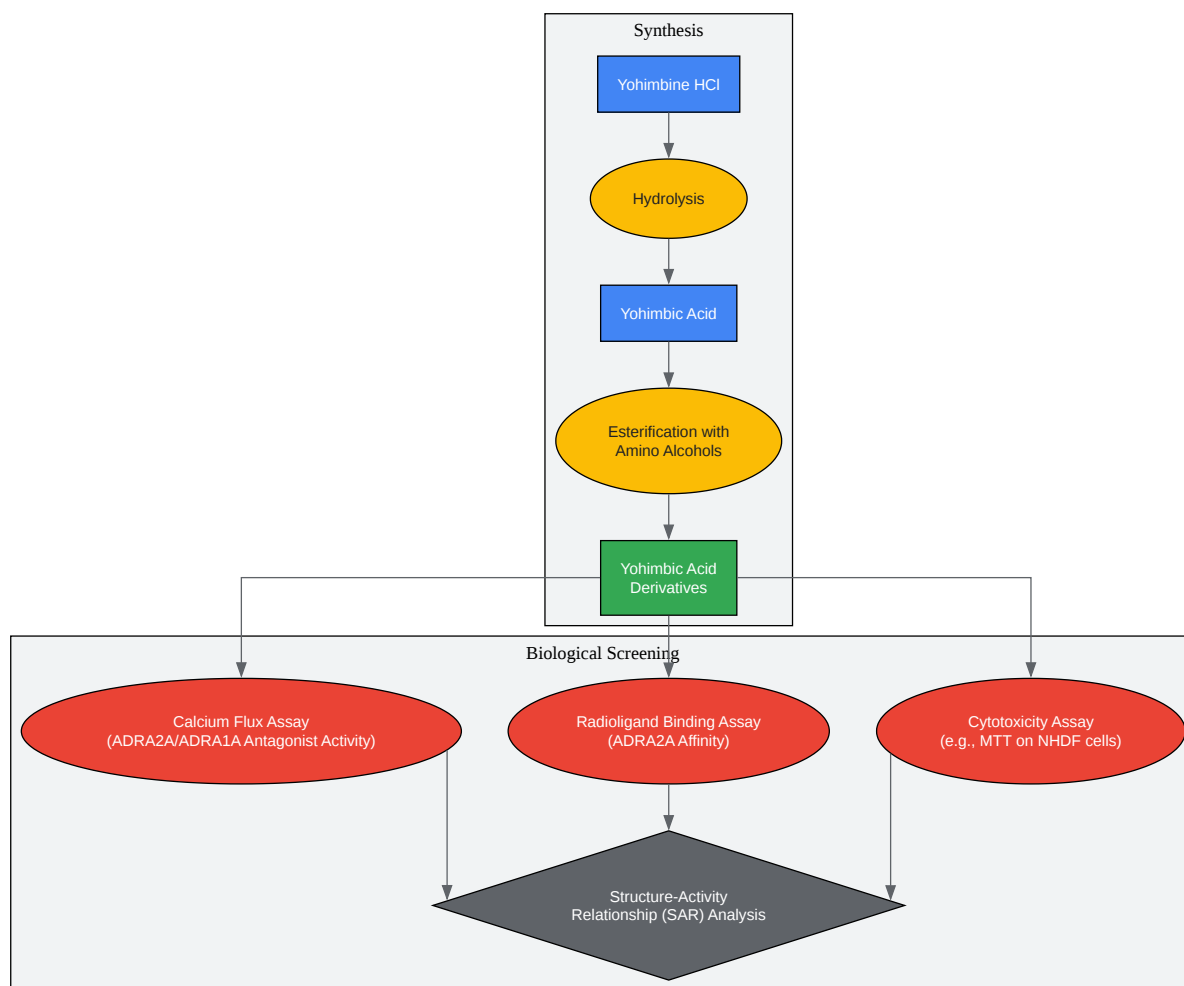 Synthesis
Yohimbine HCl
Hydrolysis
Yohimbic Acid
Esterification with
Amino Alcohols
Yohimbic Acid
Derivatives
Biological Screening
Calcium Flux Assay
(ADRA2A/ADRA1A Antagonist Activity)
Radioligand Binding Assay
(ADRA2A Affinity)
Cytotoxicity Assay
(e.g., MTT on NHDF cells)
Structure-Activity
Relationship (SAR) Analysis